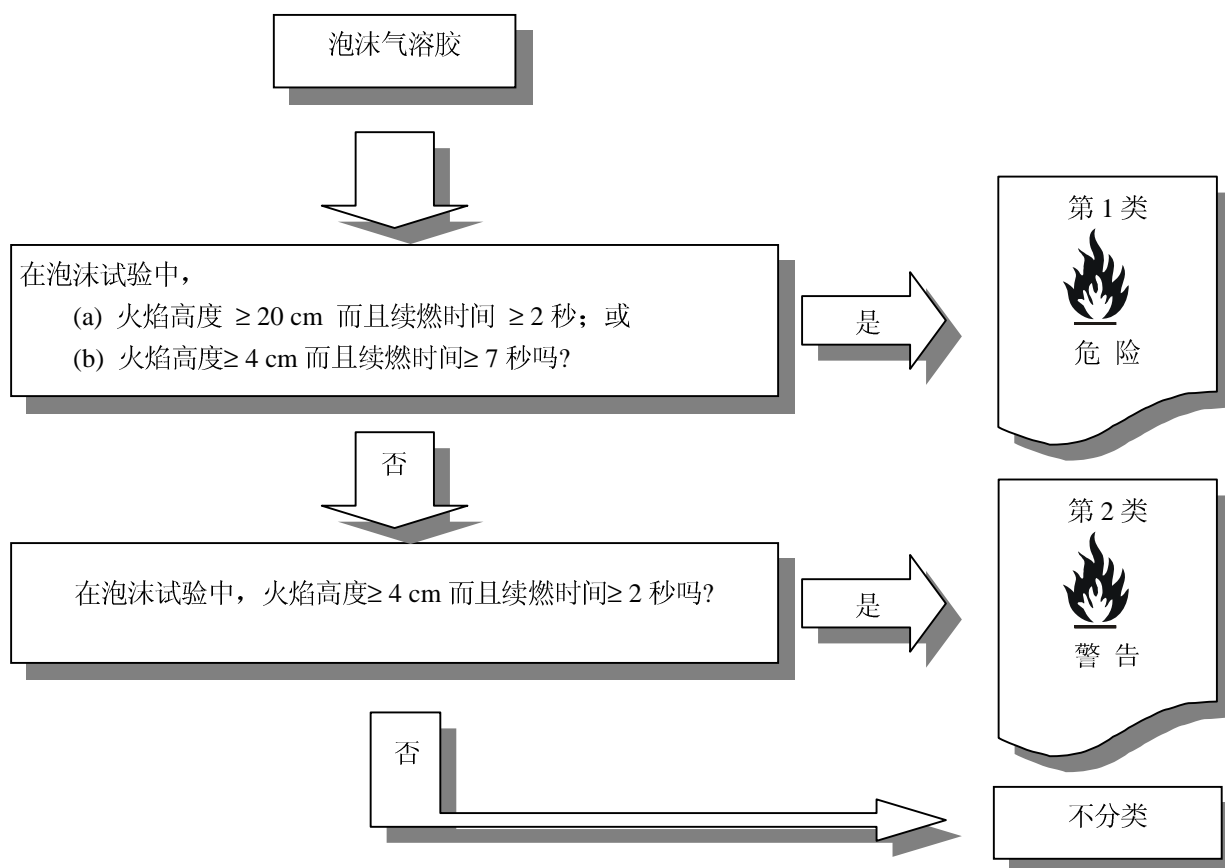 泡沫气溶胶
在泡沫试验中，
(a) 火焰高度 ≥ 20 cm 而且续燃时间 ≥ 2 秒；或
(b) 火焰高度≥ 4 cm 而且续燃时间≥ 7 秒吗?
是
第 1 类
危 险
否
在泡沫试验中，火焰高度≥ 4 cm 而且续燃时间≥ 2 秒吗?
是
第 2 类
警 告
否
不分类